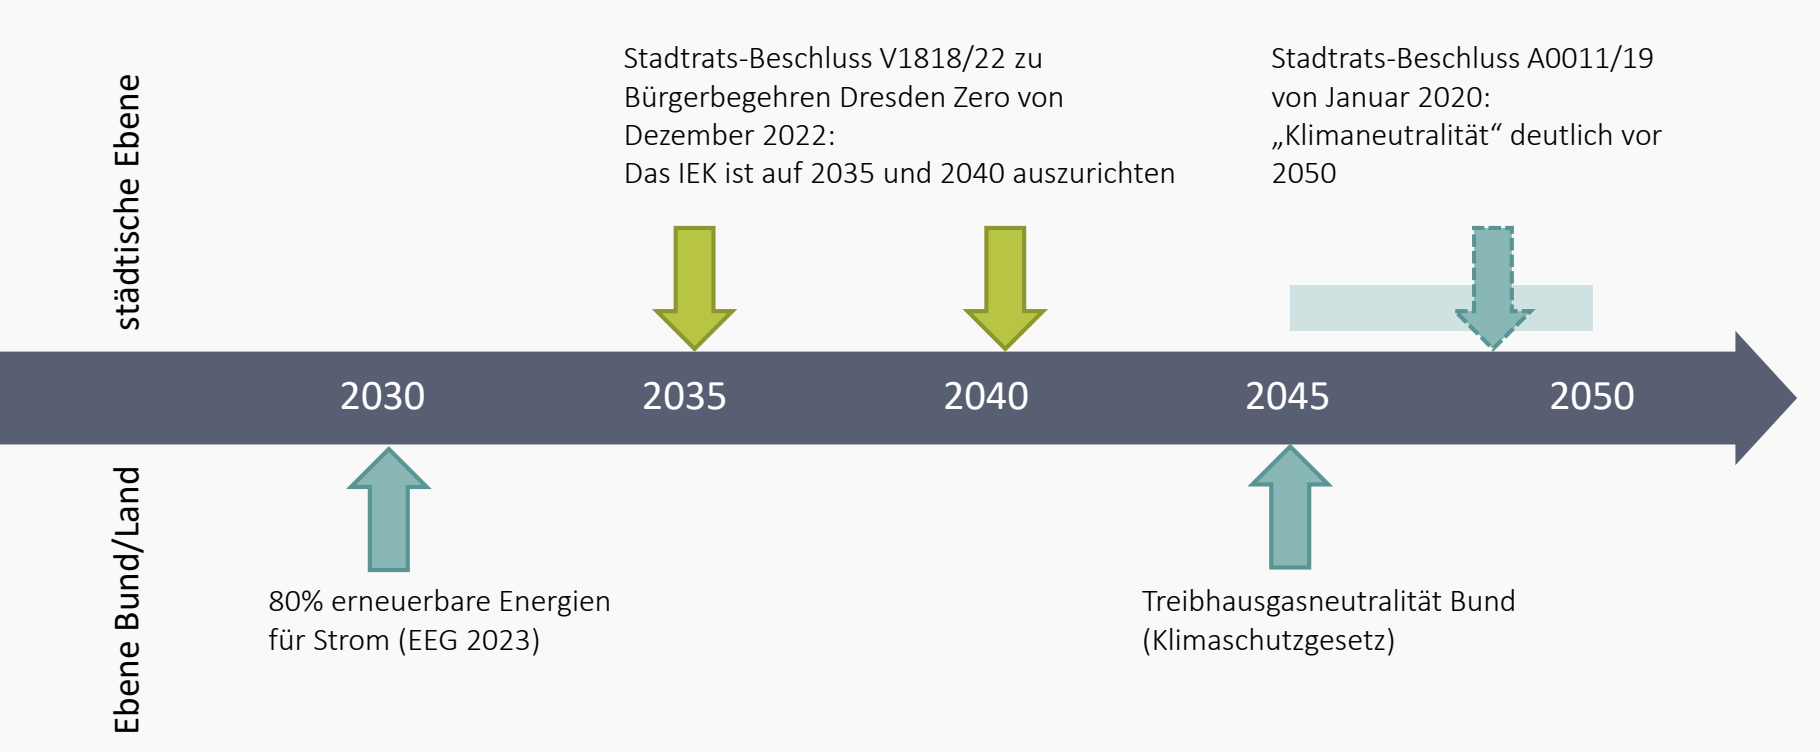 städtische Ebene
Stadtrats-Beschluss V1818/22 zu
Bürgerbegehren Dresden Zero von
Dezember 2022:
Das IEK ist auf 2035 und 2040 auszurichten
Stadtrats-Beschluss A0011/19
von Januar 2020:
„Klimaneutralität“ deutlich vor
2050
2030
2035
2040
2045
2050
Ebene Bund/Land
80% erneuerbare Energien
für Strom (EEG 2023)
Treibhausgasneutralität Bund
(Klimaschutzgesetz)